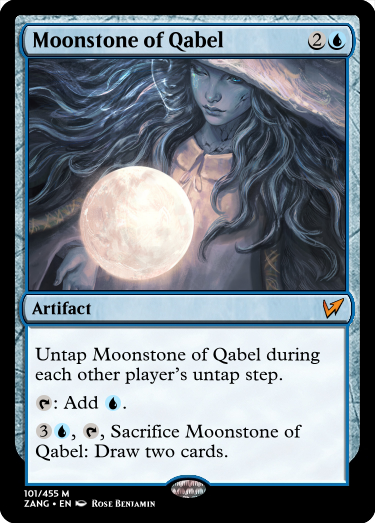 Moonstone of Qabel 2
Artifact
Untap Moonstone of Qabel during
each other player's untap step.
: Add .
3, , Sacrifice Moonstone of
Qabel: Draw two cards.
101/455 M
ZANG • EN Rose Benjamin